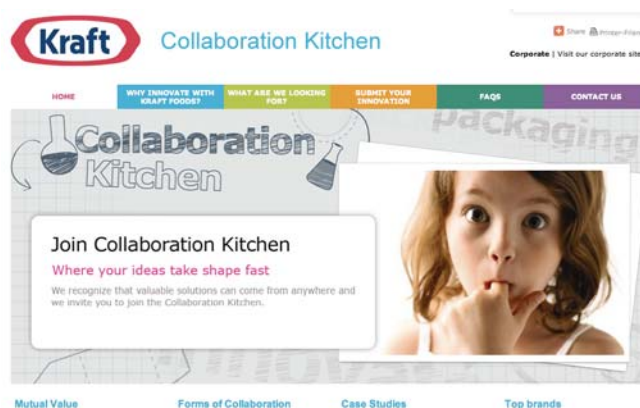 Kraft
Collaboration Kitchen
Share
Corporate | Visit our corporate site
HOME
WHY INNOVATE WITH
KRAFT FOODS?
WHAT ARE WE LOOKING
FOR?
SUBMIT YOUR
INNOVATION
FAQS
CONTACT US
packaging
Collaboration
Kitchen
Join Collaboration Kitchen
Where your ideas take shape fast
We recognize that valuable solutions can come from anywhere and
we invite you to join the Collaboration Kitchen.
Mutual Value
Forms of Collaboration
Case Studies
Top brands